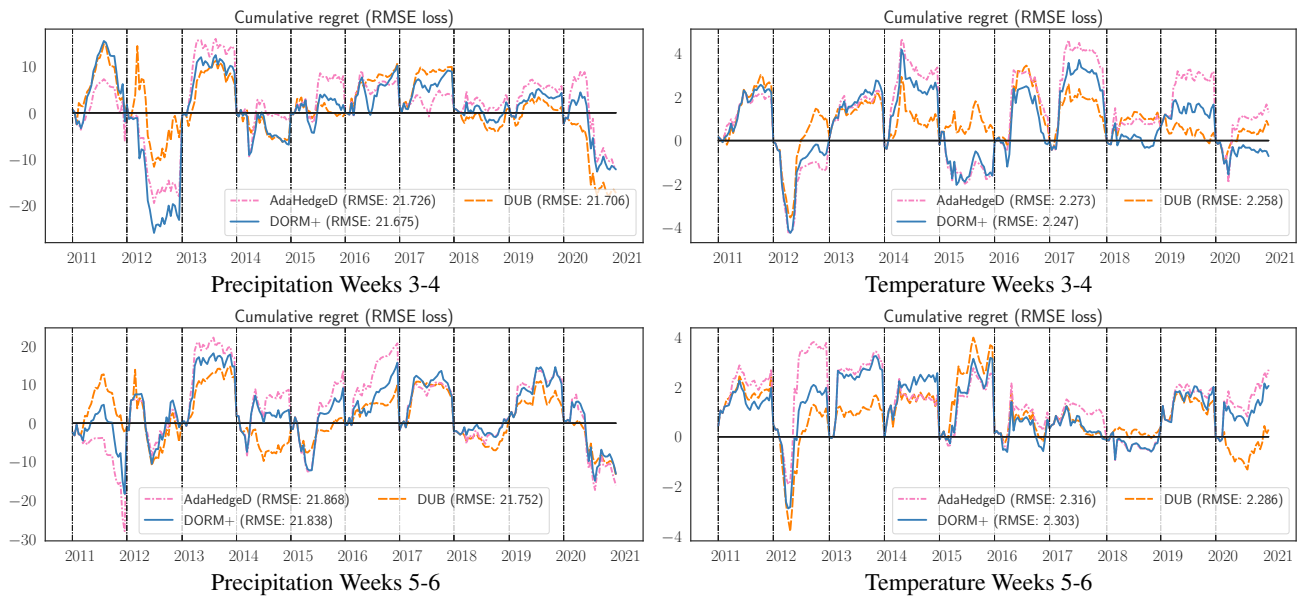 Cumulative regret (RMSE loss)
10
0
−10
−20
AdaHedgeD (RMSE: 21.726)
DORM+ (RMSE: 21.675)
DUB (RMSE: 21.706)
2011 2012 2013 2014 2015 2016 2017 2018 2019 2020 2021
Precipitation Weeks 3-4
Cumulative regret (RMSE loss)
4
2
0
−2
−4
AdaHedgeD (RMSE: 2.273)
DORM+ (RMSE: 2.247)
DUB (RMSE: 2.258)
2011 2012 2013 2014 2015 2016 2017 2018 2019 2020 2021
Temperature Weeks 3-4
Cumulative regret (RMSE loss)
20
10
0
−10
−20
−30
AdaHedgeD (RMSE: 21.868)
DORM+ (RMSE: 21.838)
DUB (RMSE: 21.752)
2011 2012 2013 2014 2015 2016 2017 2018 2019 2020 2021
Precipitation Weeks 5-6
Cumulative regret (RMSE loss)
4
2
0
−2
−4
AdaHedgeD (RMSE: 2.316)
DORM+ (RMSE: 2.303)
DUB (RMSE: 2.286)
2011 2012 2013 2014 2015 2016 2017 2018 2019 2020 2021
Temperature Weeks 5-6